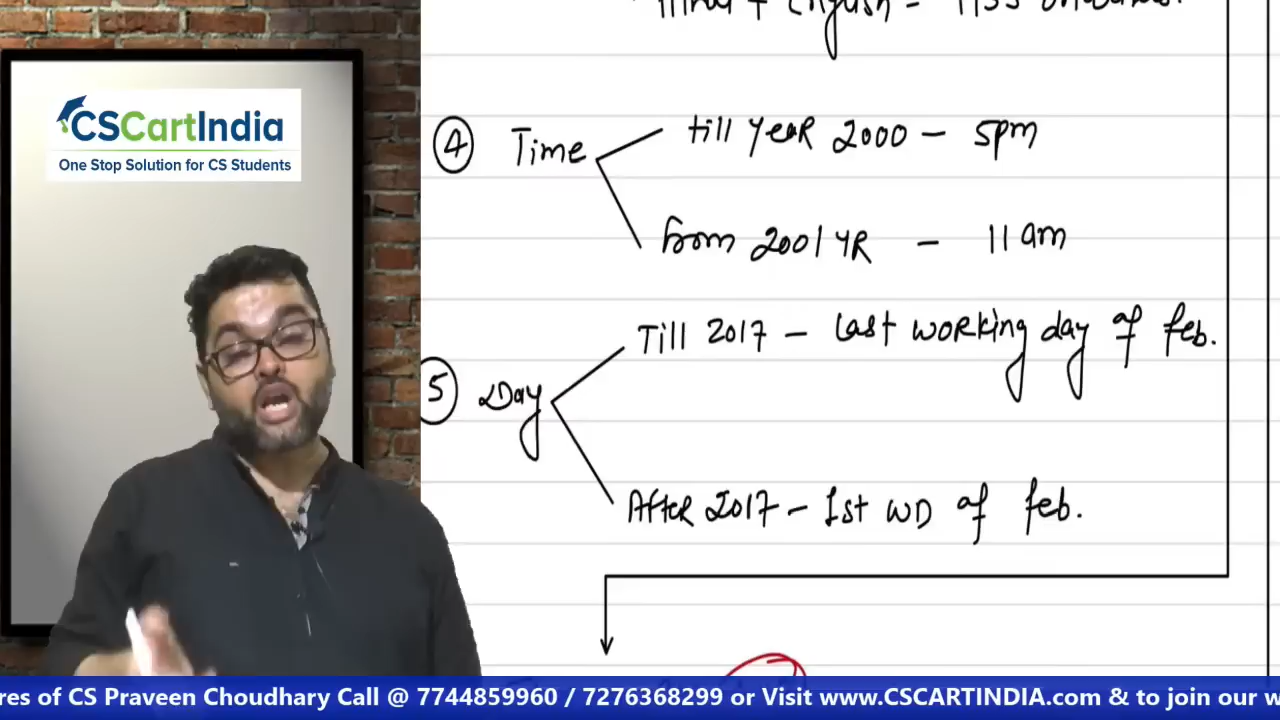 CSCartIndia
One Stop Solution for CS Students
④ Time
till year 2000 - 5pm
from 2001 YR - 11 am
⑤ Day
Till 2017 - last working day of feb.
After 2017 - 1st WD of feb.
res of CS Praveen Choudhary Call @ 7744859960 / 7276368299 or Visit www.CSCARTINDIA.com & to join our w